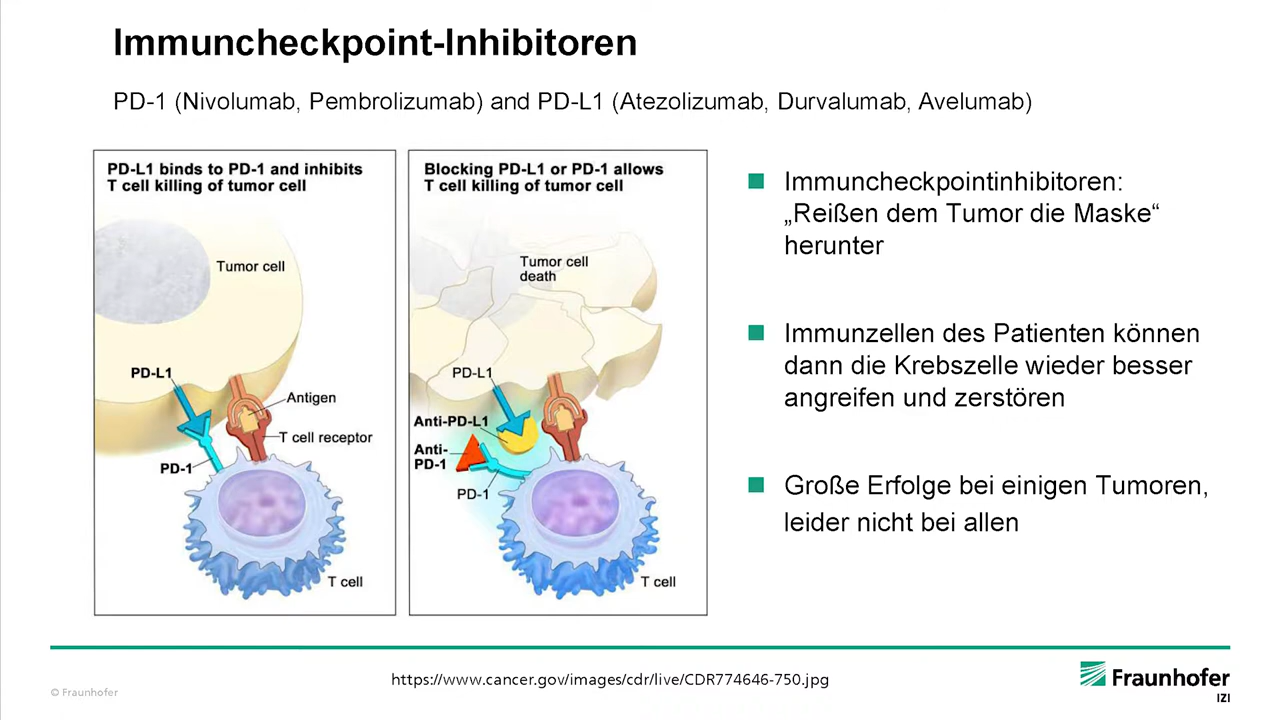 Immuncheckpoint-Inhibitoren
PD-1 (Nivolumab, Pembrolizumab) and PD-L1 (Atezolizumab, Durvalumab, Avelumab)
PD-L1 binds to PD-1 and inhibits
T cell killing of tumor cell
Tumor cell
PD-L1
Antigen
T cell receptor
PD-1
T cell
Blocking PD-L1 or PD-1 allows
T cell killing of tumor cell
Tumor cell
death
PD-L1
Anti-PD-L1
Anti-
PD-1
PD-1
T cell
Immuncheckpointinhibitoren:
„Reißen dem Tumor die Maske“
herunter
Immunzellen des Patienten können
dann die Krebszelle wieder besser
angreifen und zerstören
Große Erfolge bei einigen Tumoren,
leider nicht bei allen
https://www.cancer.gov/images/cdr/live/CDR774646-750.jpg
© Fraunhofer
Fraunhofer
IZI